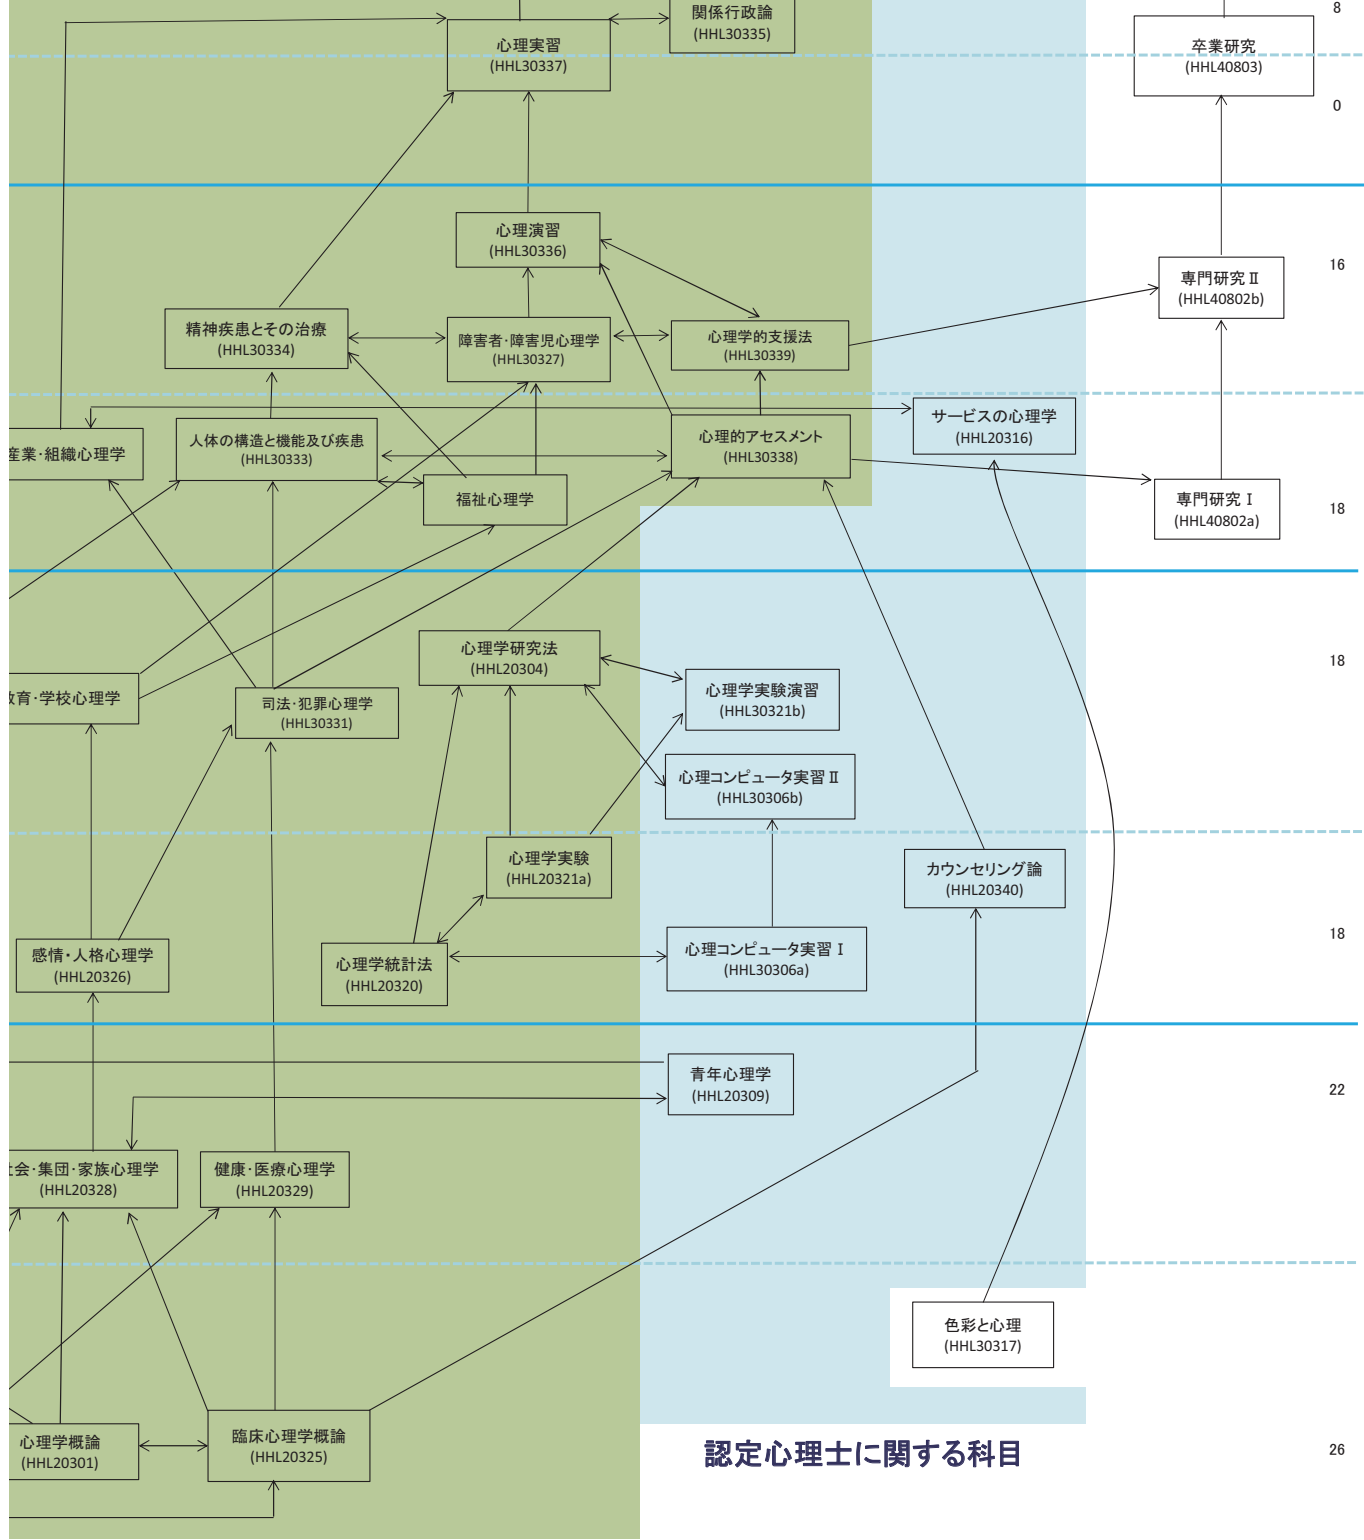 関係行政論
(HHL30335)
8
心理実習
(HHL30337)
卒業研究
(HHL40803)
0
心理演習
(HHL30336)
専門研究Ⅱ
(HHL40802b)
16
精神疾患とその治療
(HHL30334)
障害者・障害児心理学
(HHL30327)
心理学的支援法
(HHL30339)
サービスの心理学
(HHL20316)
産業・組織心理学
人体の構造と機能及び疾患
(HHL30333)
心理的アセスメント
(HHL30338)
福祉心理学
専門研究Ⅰ
(HHL40802a)
18
心理学研究法
(HHL20304)
18
教育・学校心理学
司法・犯罪心理学
(HHL30331)
心理学実験演習
(HHL30321b)
心理コンピュータ実習Ⅱ
(HHL30306b)
心理学実験
(HHL20321a)
カウンセリング論
(HHL20340)
感情・人格心理学
(HHL20326)
心理学統計法
(HHL20320)
心理コンピュータ実習Ⅰ
(HHL30306a)
18
青年心理学
(HHL20309)
22
社会・集団・家族心理学
(HHL20328)
健康・医療心理学
(HHL20329)
色彩と心理
(HHL30317)
心理学概論
(HHL20301)
臨床心理学概論
(HHL20325)
認定心理士に関する科目
26